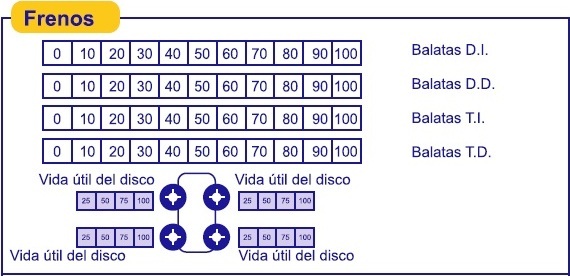 Frenos
0 10 20 30 40 50 60 70 80 90 100 Balatas D.I.
0 10 20 30 40 50 60 70 80 90 100 Balatas D.D.
0 10 20 30 40 50 60 70 80 90 100 Balatas T.I.
0 10 20 30 40 50 60 70 80 90 100 Balatas T.D.
Vida útil del disco Vida útil del disco
25 50 75 100 25 50 75 100
25 50 75 100 25 50 75 100
Vida útil del disco Vida útil del disco